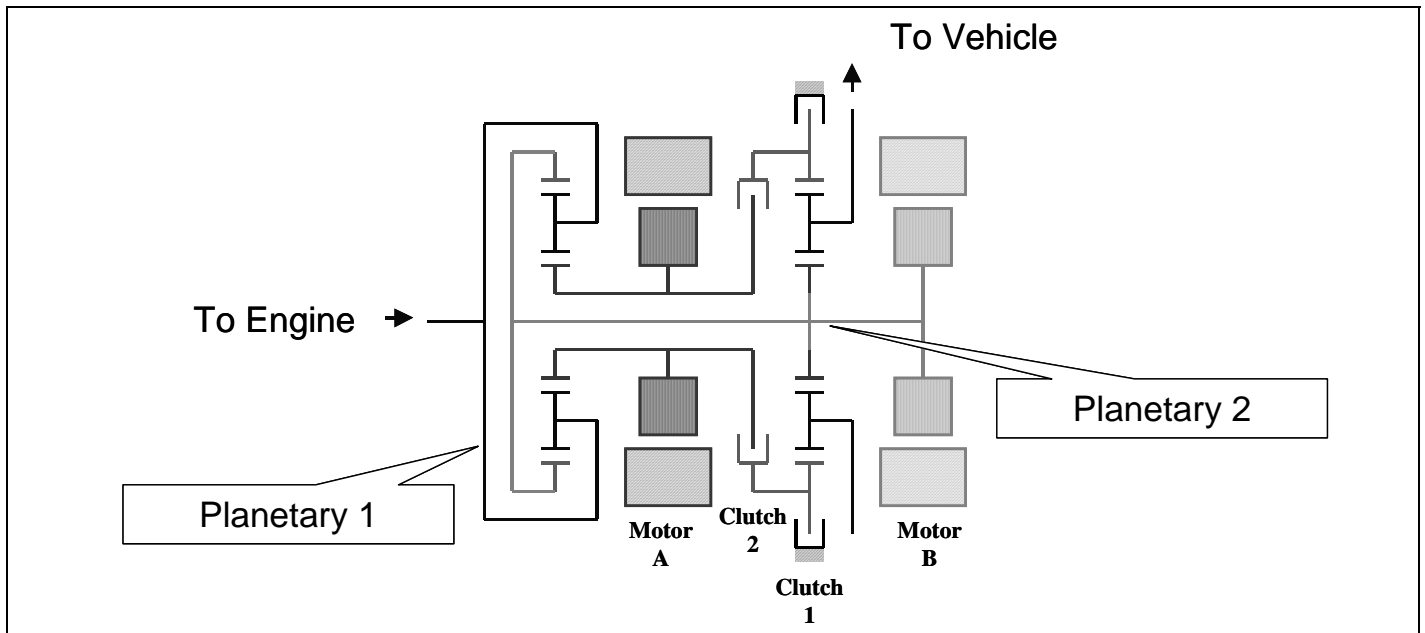 To Vehicle
To Engine
Planetary 2
Planetary 1
Motor
A
Clutch
2
Motor
B
Clutch
1